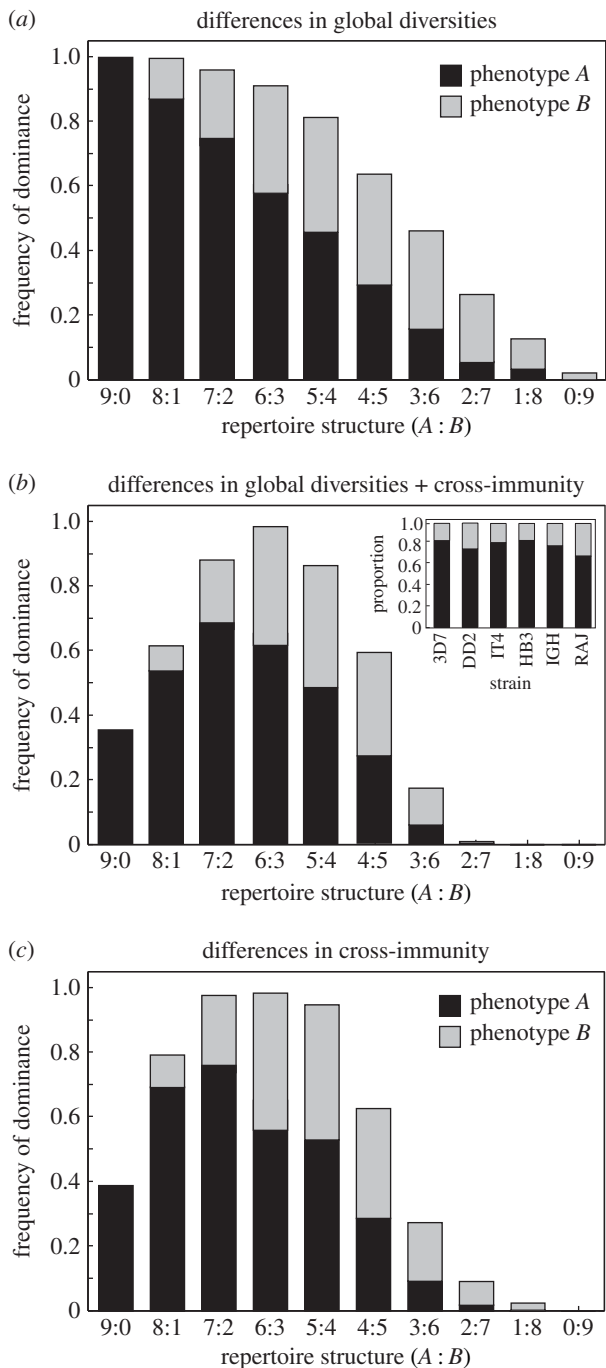 (a) differences in global diversities
1.0
0.8
0.6
0.4
0.2
0
frequency of dominance
phenotype A
phenotype B
9:0 8:1 7:2 6:3 5:4 4:5 3:6 2:7 1:8 0:9
repertoire structure (A : B)
(b) differences in global diversities + cross-immunity
1.0
0.8
0.6
0.4
0.2
0
frequency of dominance
1.0
0.8
0.6
0.4
0.2
0
proportion
3D7 DD2 IT4 HB3 IGH RAJ
strain
9:0 8:1 7:2 6:3 5:4 4:5 3:6 2:7 1:8 0:9
repertoire structure (A : B)
(c) differences in cross-immunity
1.0
0.8
0.6
0.4
0.2
0
frequency of dominance
phenotype A
phenotype B
9:0 8:1 7:2 6:3 5:4 4:5 3:6 2:7 1:8 0:9
repertoire structure (A : B)